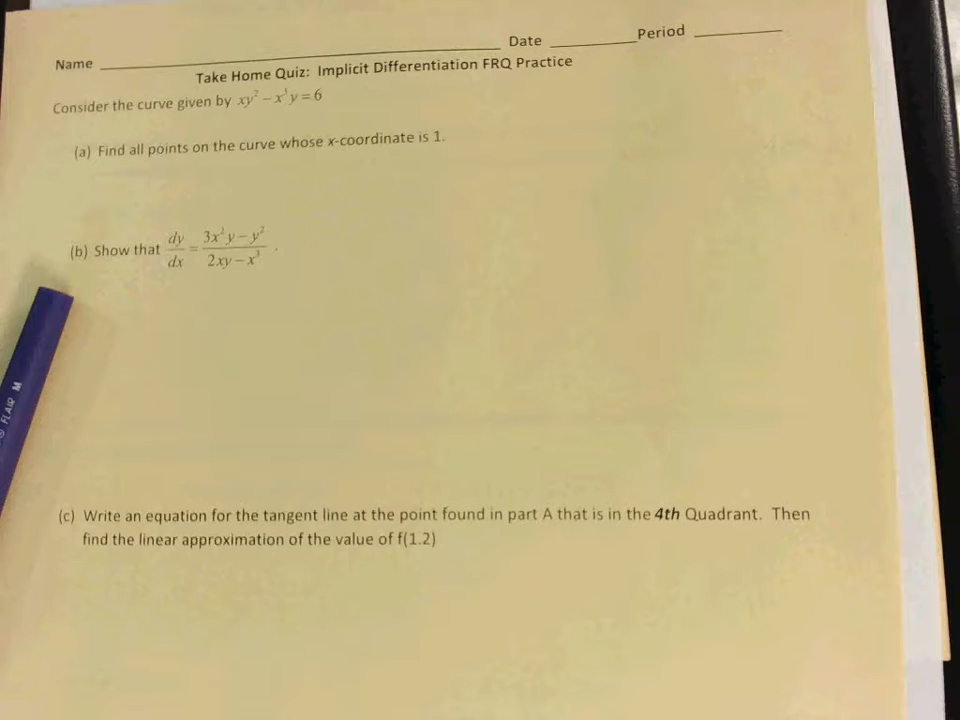 Name ____ Date ____ Period ____
Take Home Quiz: Implicit Differentiation FRQ Practice
Consider the curve given by xy² – x³y = 6
(a) Find all points on the curve whose x-coordinate is 1.
(b) Show that dy/dx = (3x²y – y²)/(2xy – x³).
FLAIR M
(c) Write an equation for the tangent line at the point found in part A that is in the 4th Quadrant. Then
find the linear approximation of the value of f(1.2)